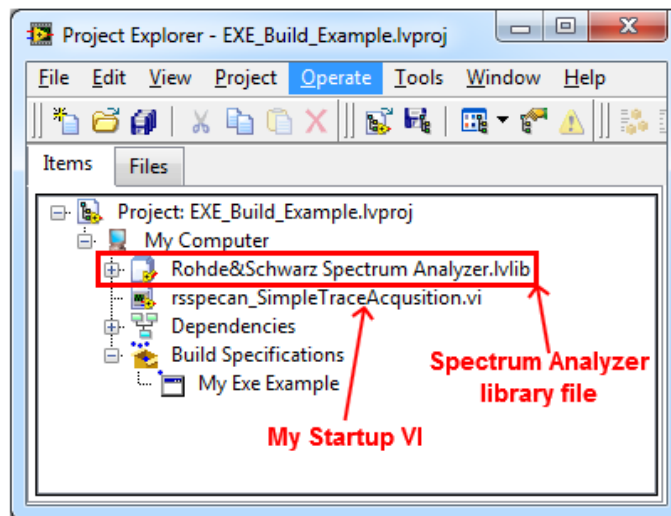 Project Explorer - EXE_Build_Example.lvproj
File Edit View Project Operate Tools Window Help
Items Files
Project: EXE_Build_Example.lvproj
My Computer
Rohde&Schwarz Spectrum Analyzer.lvlib
rsspecan_SimpleTraceAcqusition.vi
Dependencies
Build Specifications
My Exe Example
Spectrum Analyzer
library file
My Startup VI